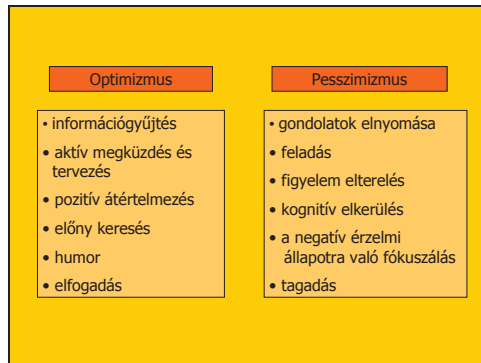 Optimizmus
• információgyűjtés
• aktív megküzdés és
tervezés
• pozitív átértelmezés
• előny keresés
• humor
• elfogadás
Pesszimizmus
• gondolatok elnyomása
• feladás
• figyelem elterelés
• kognitív elkerülés
• a negatív érzelmi
állapotra való fókuszálás
• tagadás